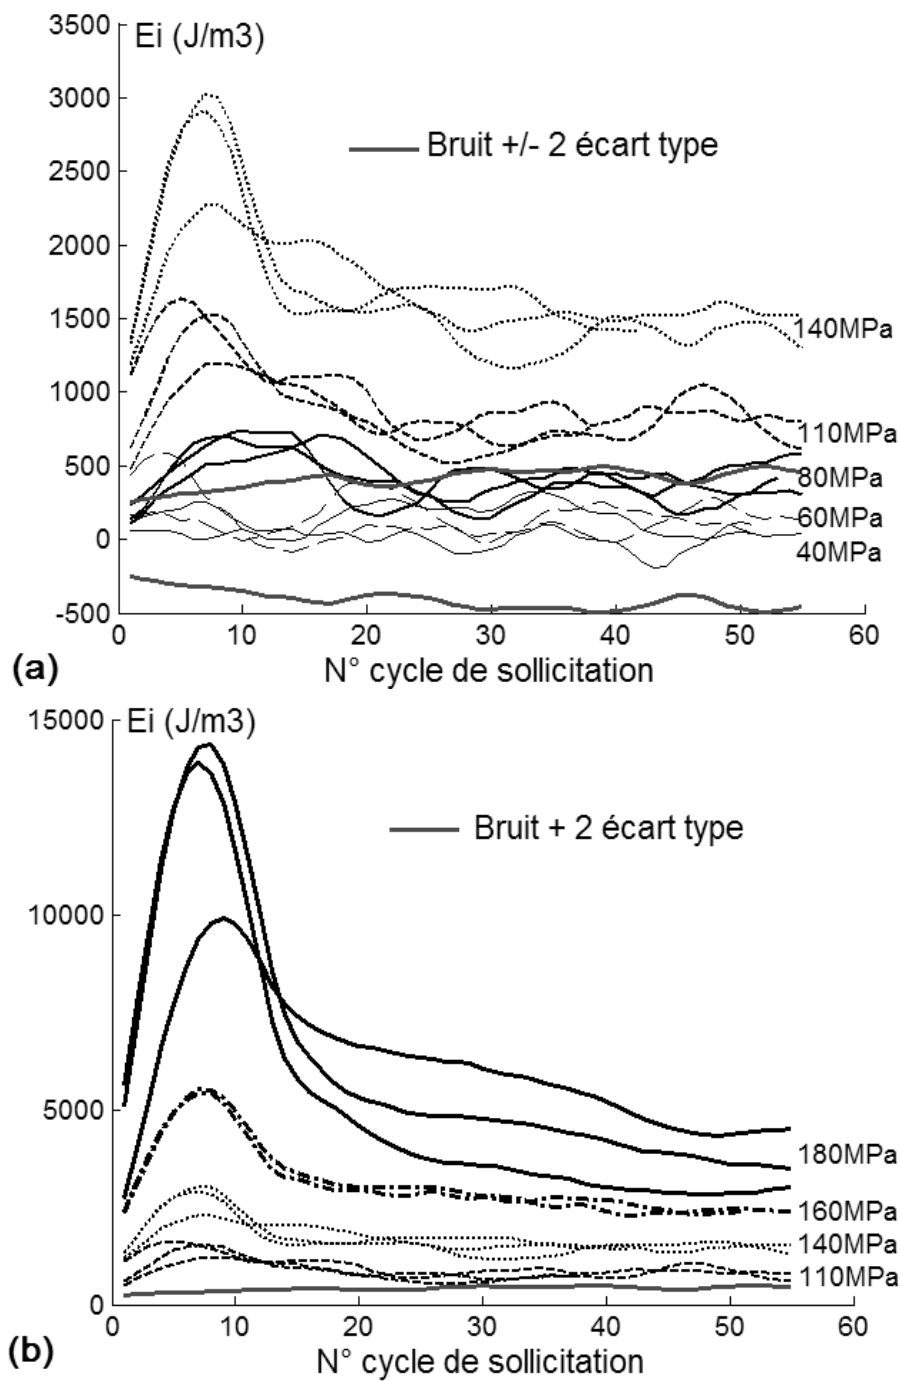 3500
Ei (J/m3)
3000
Bruit +/- 2 écart type
2500
2000
1500
140MPa
1000
110MPa
500
80MPa
60MPa
0
40MPa
-500
0 10 20 30 40 50 60
(a)
N° cycle de sollicitation
15000
Ei (J/m3)
Bruit + 2 écart type
10000
5000
180MPa
160MPa
140MPa
110MPa
0
0 10 20 30 40 50 60
(b)
N° cycle de sollicitation